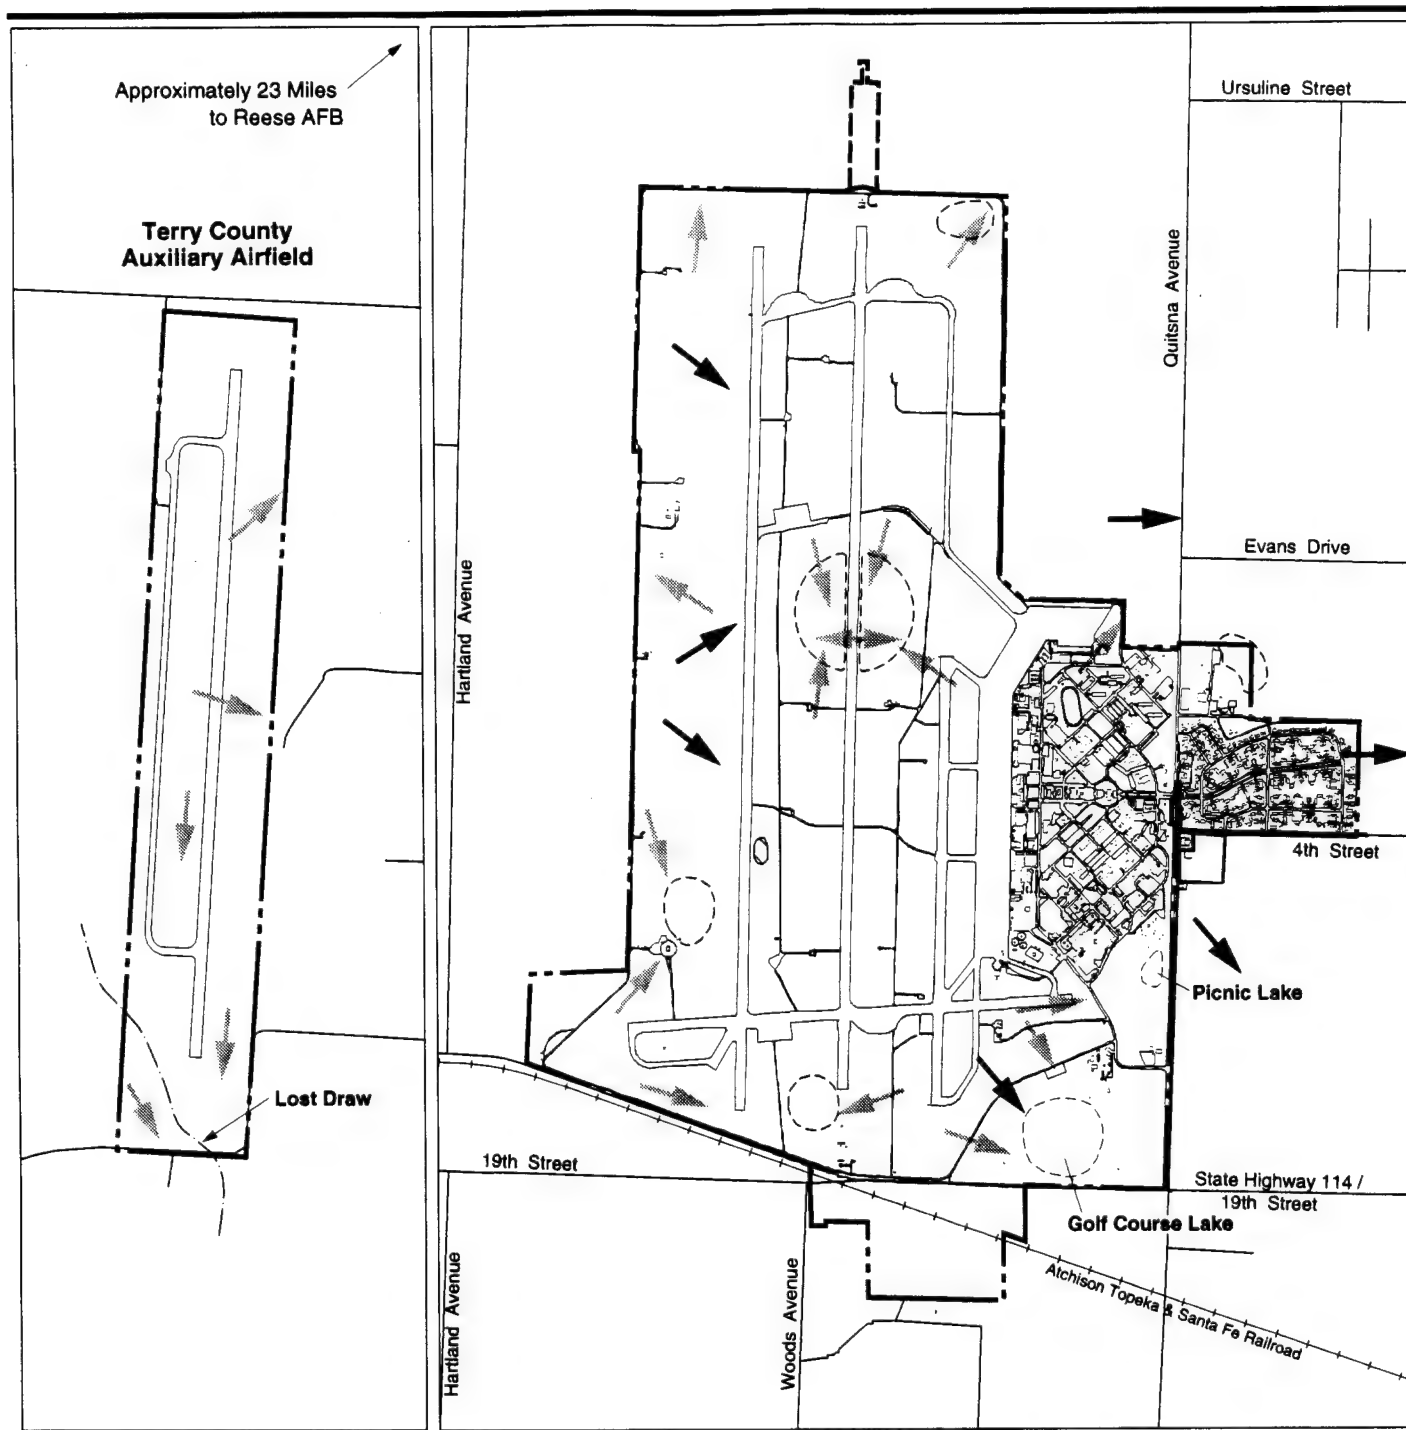 Approximately 23 Miles
to Reese AFB
Terry County
Auxiliary Airfield
Lost Draw
Ursuline Street
Quitsna Avenue
Evans Drive
Hartland Avenue
4th Street
Picnic Lake
19th Street
State Highway 114 /
19th Street
Golf Course Lake
Hartland Avenue
Woods Avenue
Atchison Topeka & Santa Fe Railroad